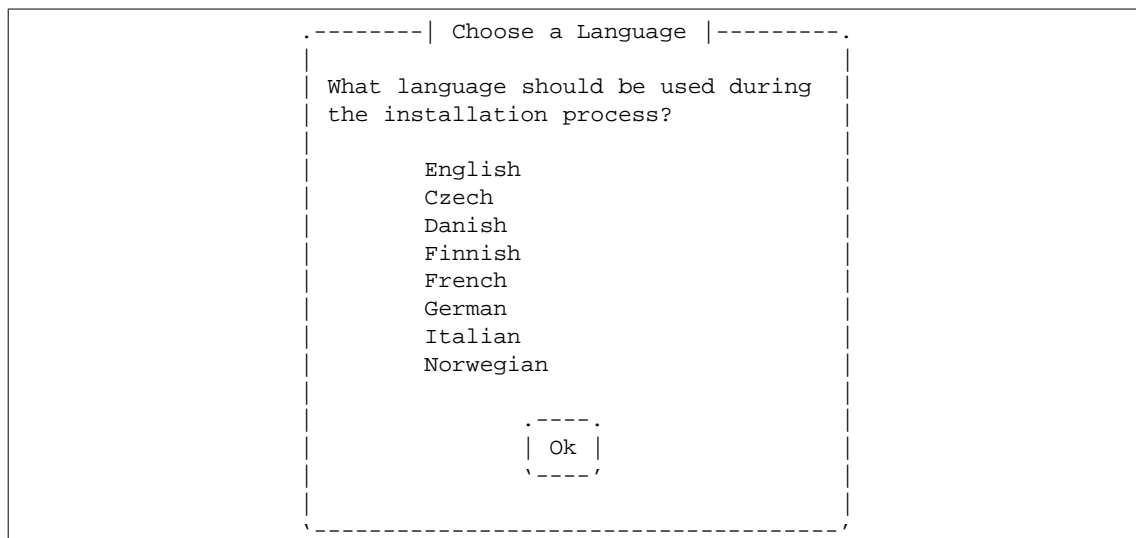 Choose a Language
What language should be used during
the installation process?
English
Czech
Danish
Finnish
French
German
Italian
Norwegian
Ok